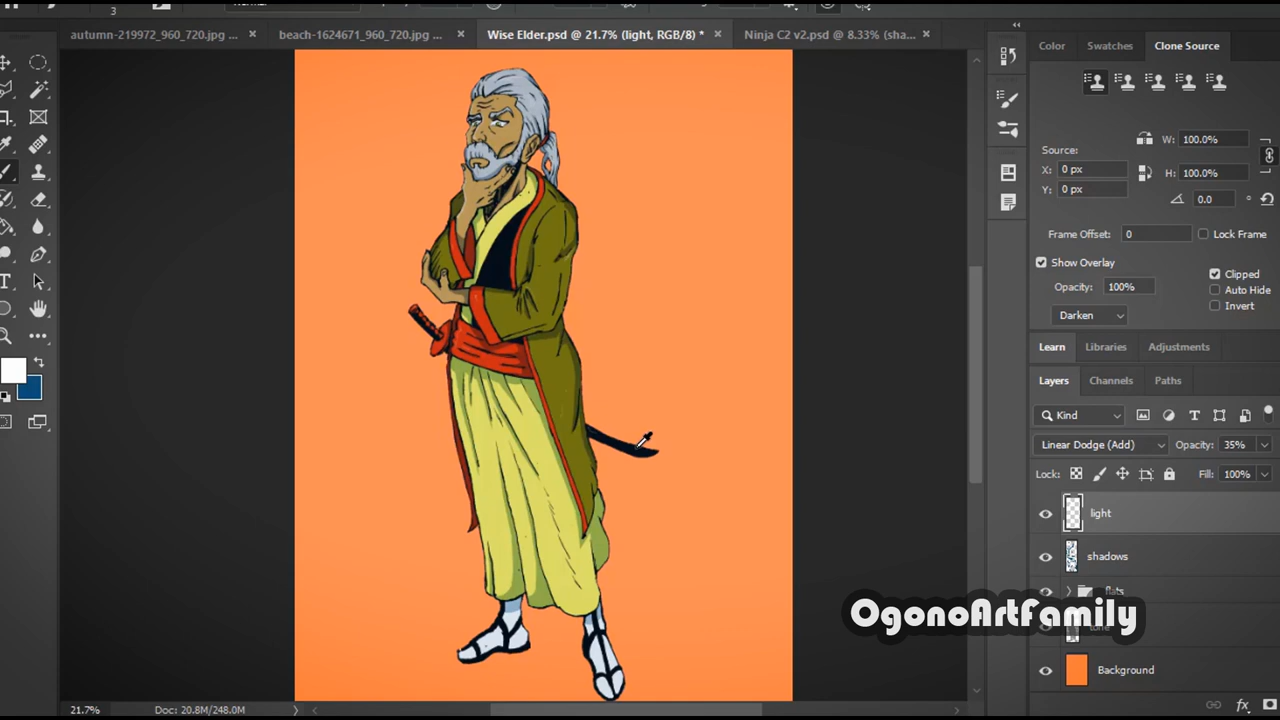 3
autumn-219972_960_720.jpg ... ×
beach-1624671_960_720.jpg ... ×
Wise Elder.psd @ 21.7% (light, RGB/8) * ×
Ninja C2 v2.psd @ 8.33% (sha... ×
Color Swatches Clone Source
W: 100.0%
Source:
X: 0 px
H: 100.0%
Y: 0 px
0.0 °
Frame Offset: 0 Lock Frame
Show Overlay
Clipped
Opacity: 100%
Auto Hide
Invert
Darken
Learn Libraries Adjustments
Layers Channels Paths
Kind
Linear Dodge (Add) Opacity: 35%
Lock: Fill: 100%
light
shadows
flats
OgonoArtFamily
tone
Background
21.7% Doc: 20.8M/248.0M
fx